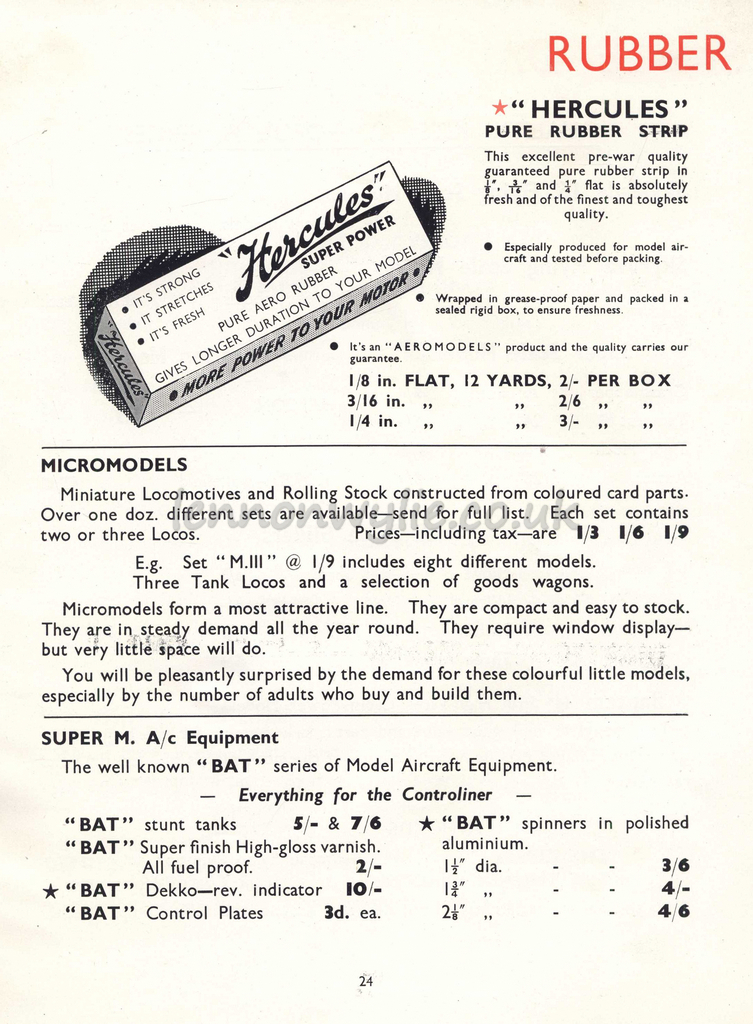 RUBBER
★ “ HERCULES ”
PURE RUBBER STRIP
This excellent pre-war quality
guaranteed pure rubber strip in
⅛″, 3/16″ and ¼″ flat is absolutely
fresh and of the finest and toughest
quality.
● Especially produced for model air-
craft and tested before packing.
● Wrapped in grease-proof paper and packed in a
sealed rigid box, to ensure freshness.
● It's an “AEROMODELS” product and the quality carries our
guarantee.
"Hercules"
SUPER POWER
• IT'S STRONG
• IT STRETCHES
• IT'S FRESH
PURE AERO RUBBER
GIVES LONGER DURATION TO YOUR MODEL
• MORE POWER TO YOUR MOTOR •
"Hercules"
1/8 in. FLAT, 12 YARDS, 2/- PER BOX
3/16 in. ,, ,, 2/6 ,, ,,
1/4 in. ,, ,, 3/- ,, ,,
MICROMODELS
Miniature Locomotives and Rolling Stock constructed from coloured card parts.
Over one doz. different sets are available—send for full list. Each set contains
two or three Locos. Prices—including tax—are 1/3 1/6 1/9
lennonwylie.co.uk
E.g. Set “M.III” @ 1/9 includes eight different models.
Three Tank Locos and a selection of goods wagons.
Micromodels form a most attractive line. They are compact and easy to stock.
They are in steady demand all the year round. They require window display—
but very little space will do.
You will be pleasantly surprised by the demand for these colourful little models,
especially by the number of adults who buy and build them.
SUPER M. A/c Equipment
The well known “BAT” series of Model Aircraft Equipment.
— Everything for the Controliner —
“BAT” stunt tanks 5/- & 7/6
“BAT” Super finish High-gloss varnish.
All fuel proof. 2/-
★ “BAT” Dekko—rev. indicator 10/-
“BAT” Control Plates 3d. ea.
★ “BAT” spinners in polished
aluminium.
1½″ dia. - - 3/6
1¾″ ,, - - 4/-
2⅛″ ,, - - 4/6
24